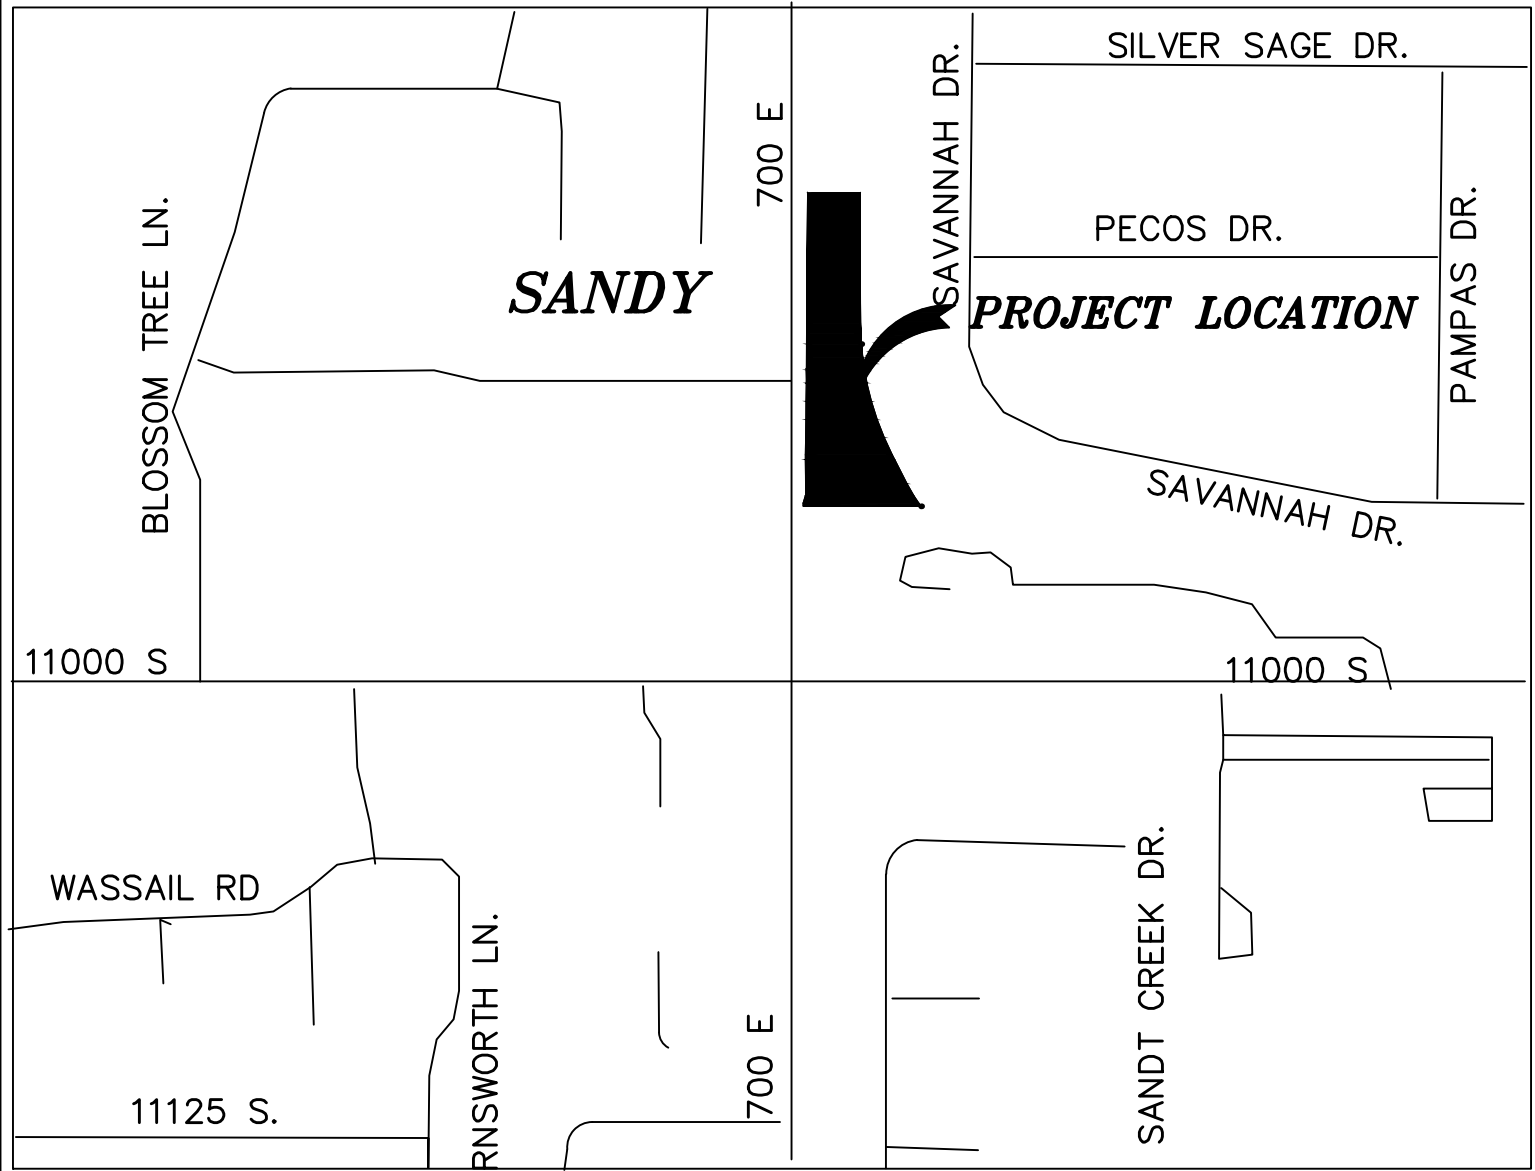 SILVER SAGE DR.
SAVANNAH DR.
700 E
PECOS DR.
PAMPAS DR.
BLOSSOM TREE LN.
SANDY
PROJECT LOCATION
SAVANNAH DR.
11000 S
11000 S
WASSAIL RD
SANDT CREEK DR.
RNSWORTH LN.
700 E
11125 S.